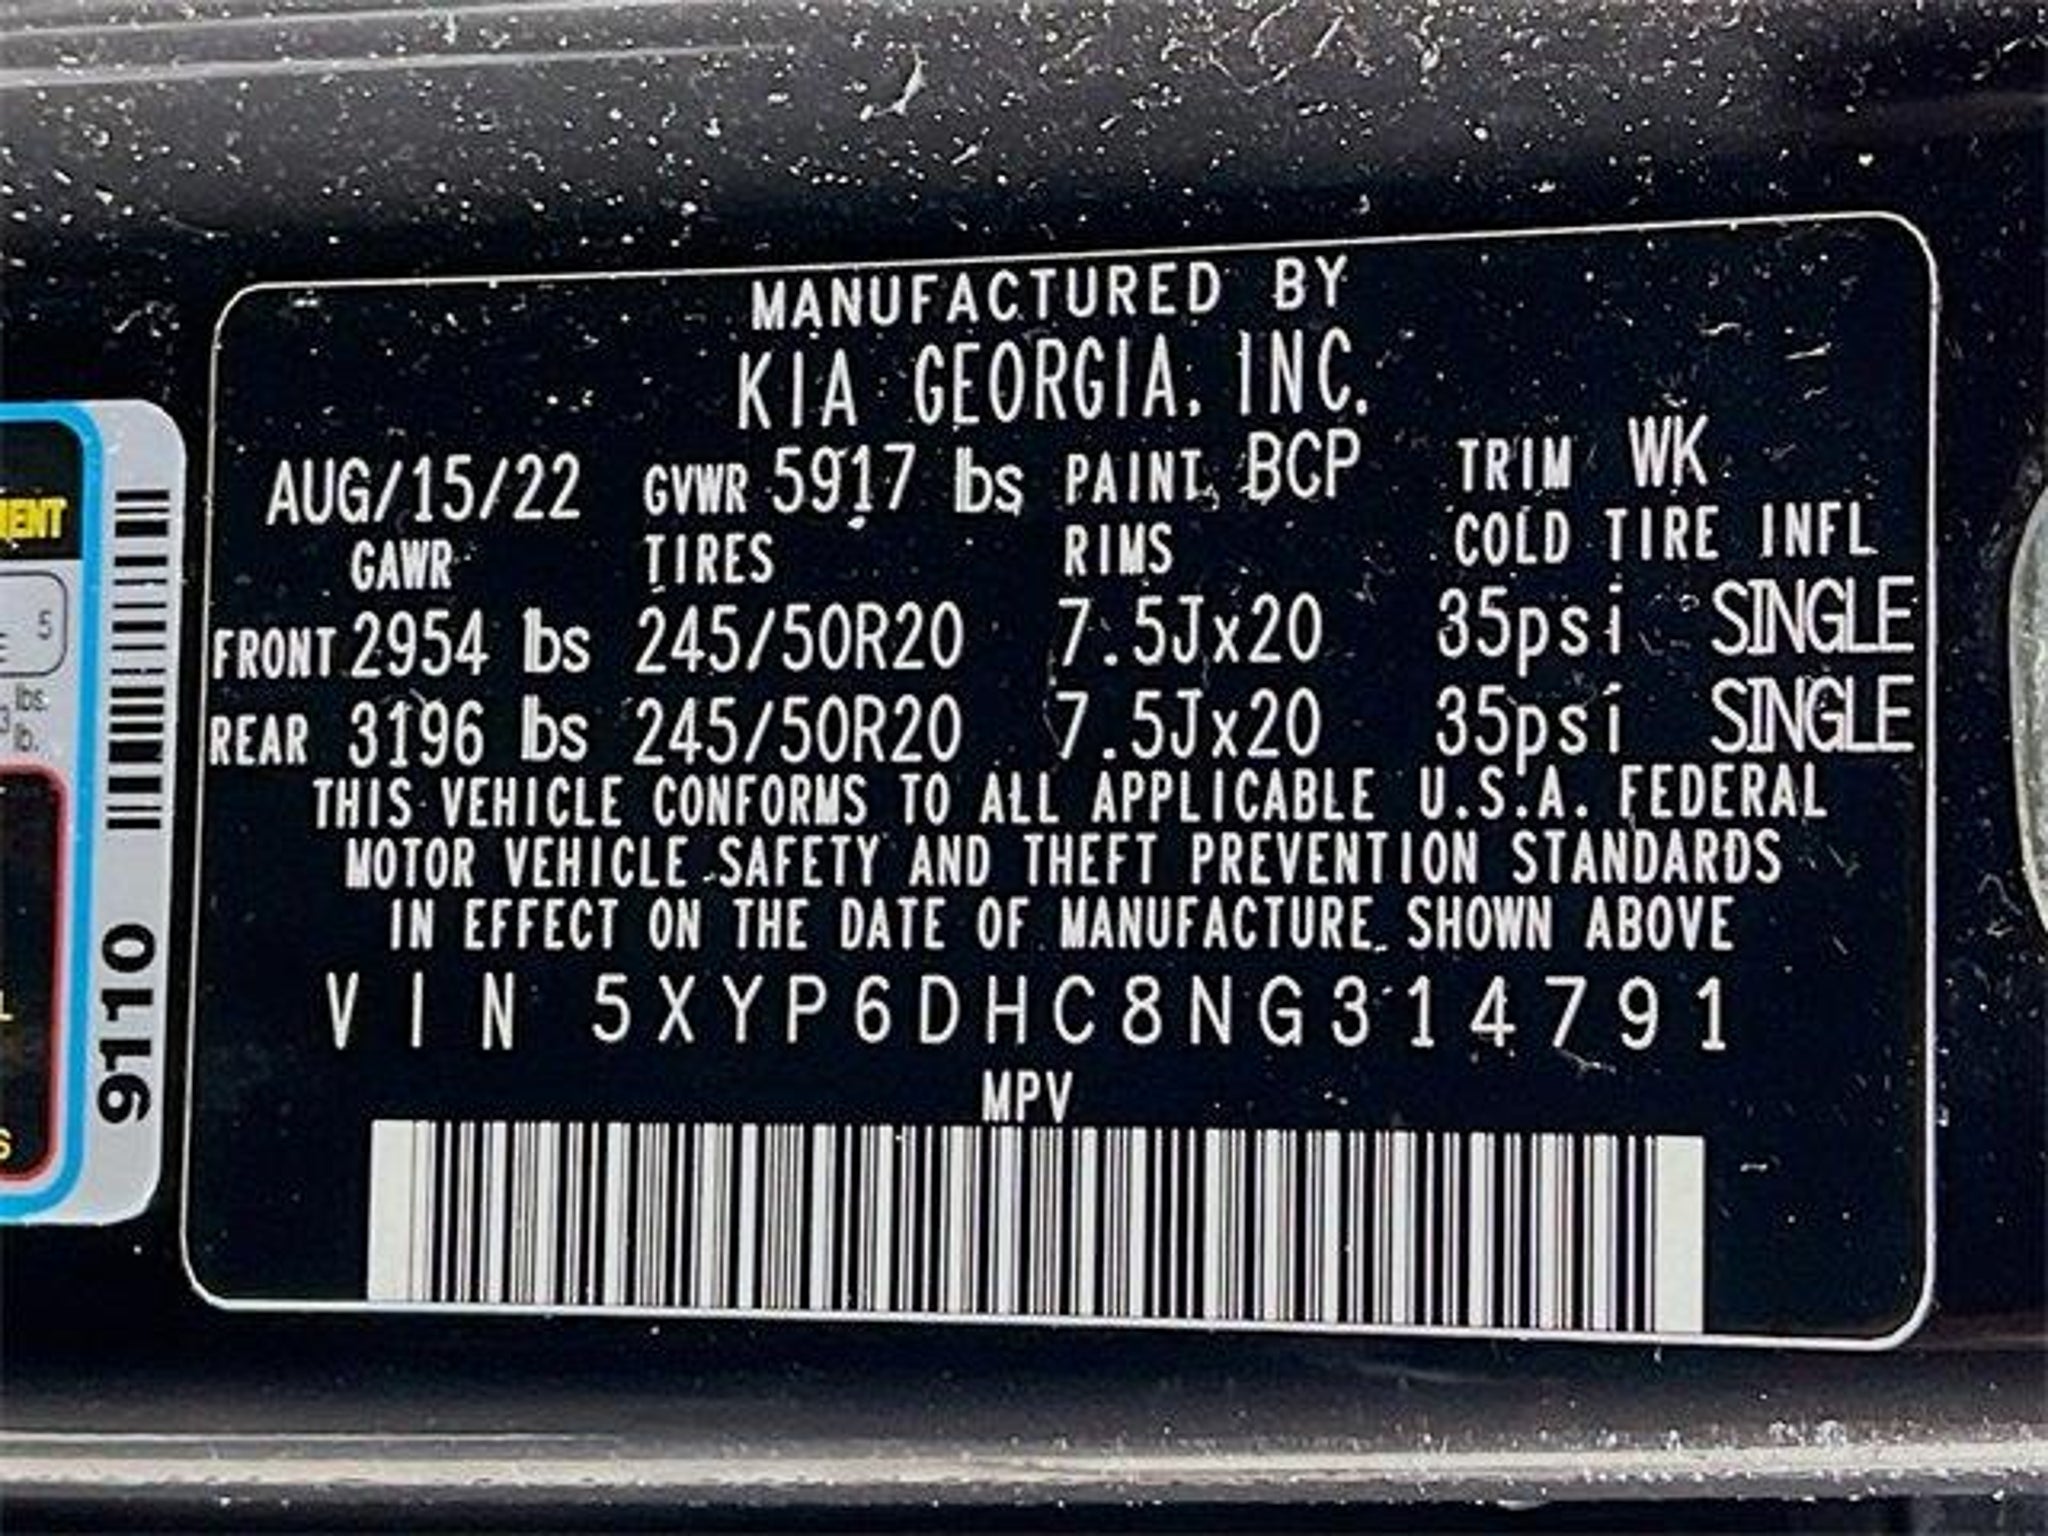 MANUFACTURED BY
KIA GEORGIA, INC.
AUG/15/22 GVWR 5917 lbs PAINT BCP TRIM WK
GAWR TIRES RIMS COLD TIRE INFL
FRONT 2954 lbs 245/50R20 7.5Jx20 35psi SINGLE
REAR 3196 lbs 245/50R20 7.5Jx20 35psi SINGLE
THIS VEHICLE CONFORMS TO ALL APPLICABLE U.S.A. FEDERAL
MOTOR VEHICLE SAFETY AND THEFT PREVENTION STANDARDS
IN EFFECT ON THE DATE OF MANUFACTURE SHOWN ABOVE
VIN 5XYP6DHC8NG314791
MPV
5
lbs.
lb.
9110